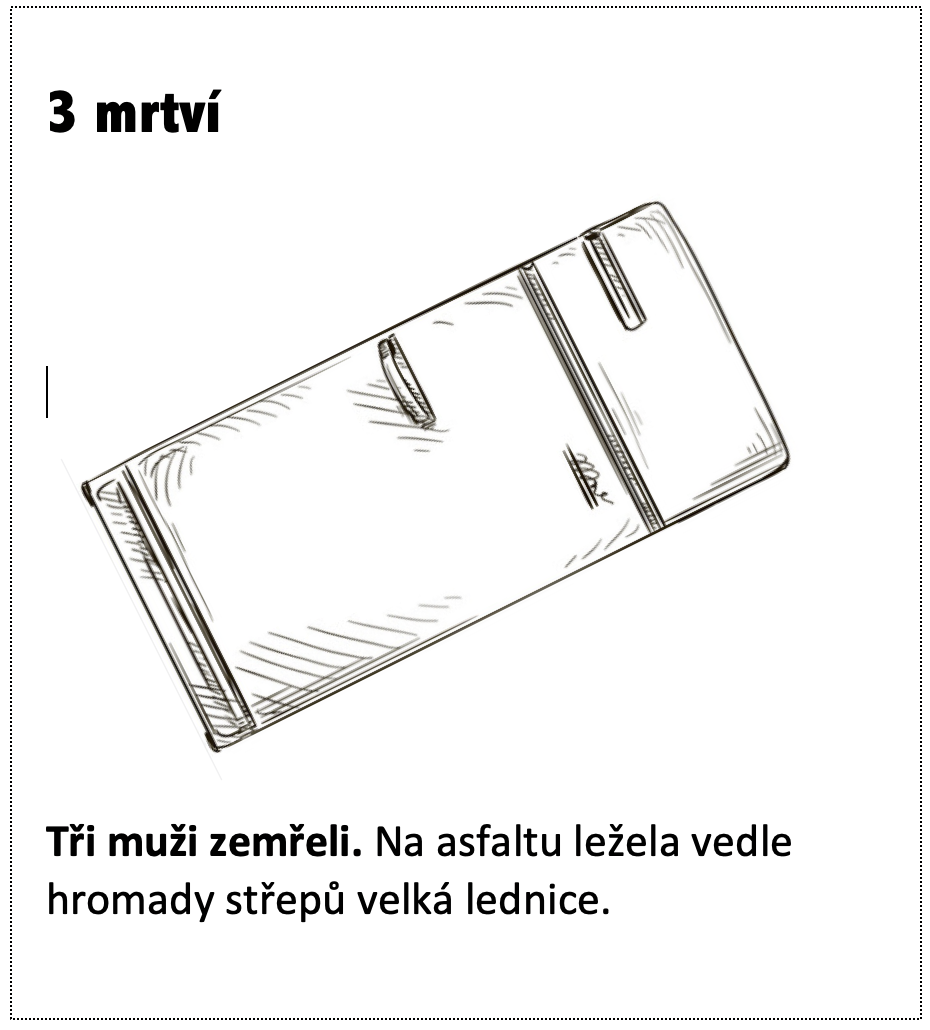 3 mrtví
Tři muži zemřeli. Na asfaltu ležela vedle
hromady střepů velká lednice.